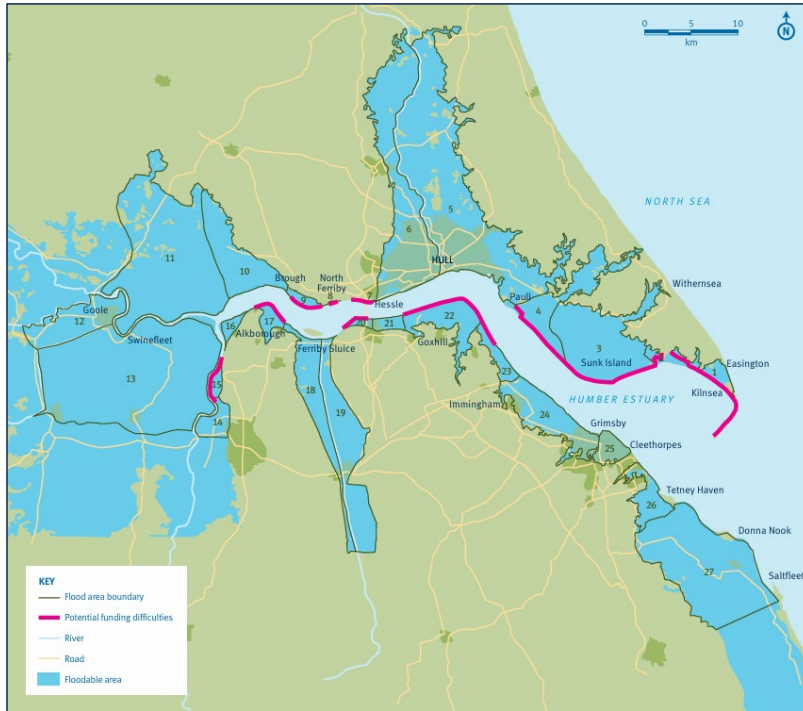 0 5 10
km
N
NORTH SEA
5
6
HULL
11
10
Brough
North
Ferriby
9
8
7
Hessle
Withernsea
Paull
4
Goole
12
Swinefleet
16
Alkborough
17
Ferriby Sluice
20
21
22
Goxhill
3
Sunk Island
2
1
Easington
Kilnsea
13
15
14
18
19
23
Immingham
24
HUMBER ESTUARY
Grimsby
25
Cleethorpes
Tetney Haven
26
Donna Nook
27
Saltfleet
KEY
Flood area boundary
Potential funding difficulties
River
Road
Floodable area